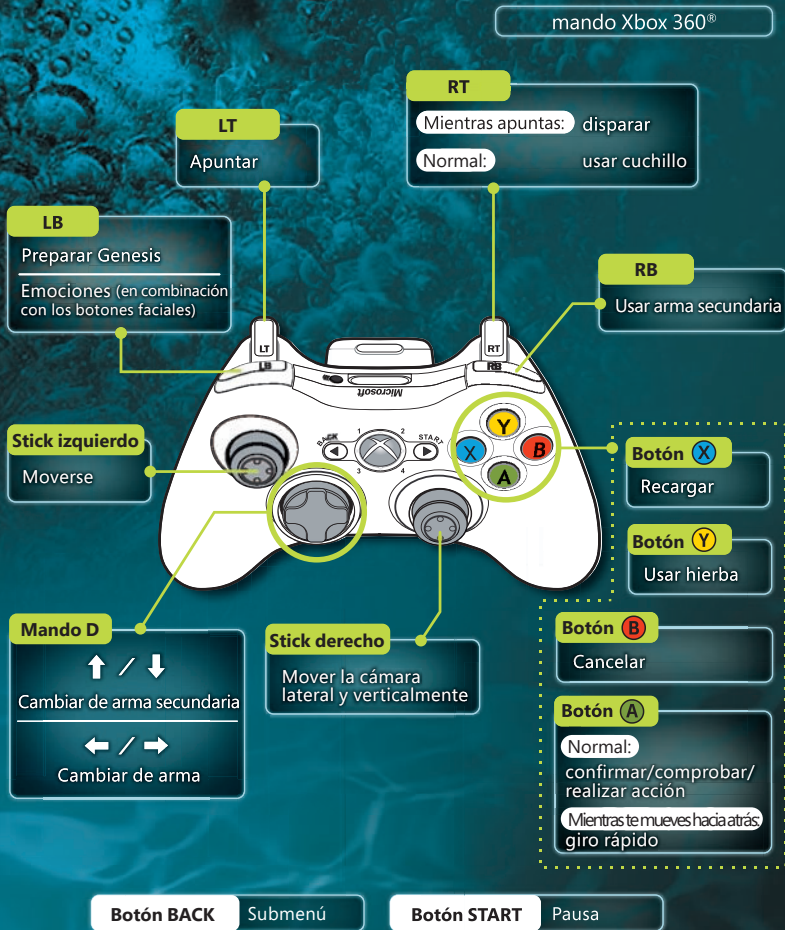 mando Xbox 360®
RT
Mientras apuntas: disparar
Normal: usar cuchillo
LT
Apuntar
LB
Preparar Genesis
Emociones (en combinación
con los botones faciales)
RB
Usar arma secundaria
LT
RT
LB
RB
Microsoft
Y
X
B
A
BACK
START
1
2
3
4
Stick izquierdo
Moverse
Botón X
Recargar
Botón Y
Usar hierba
Mando D
↑ / ↓
Cambiar de arma secundaria
← / →
Cambiar de arma
Stick derecho
Mover la cámara
lateral y verticalmente
Botón B
Cancelar
Botón A
Normal:
confirmar/comprobar/
realizar acción
Mientras te mueves hacia atrás:
giro rápido
Botón BACK Submenú
Botón START Pausa